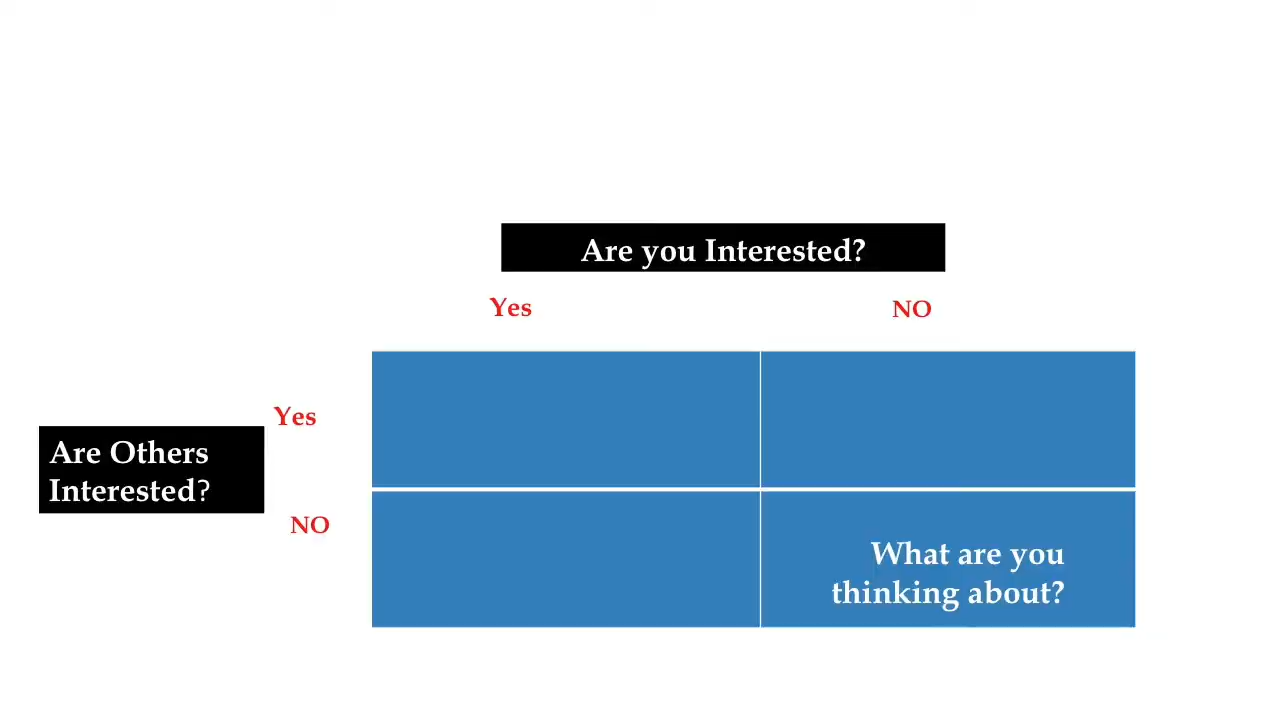 Are you Interested?
Yes
NO
Yes
Are Others
Interested?
NO
What are you
thinking about?